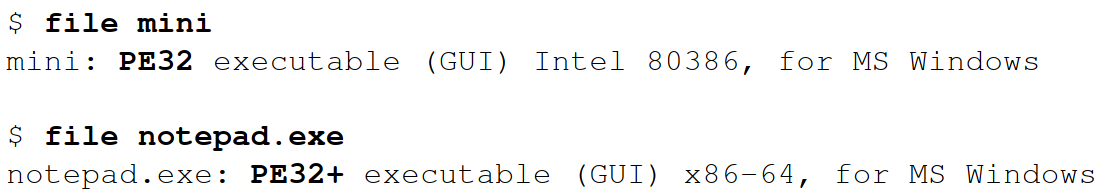 $ file mini
mini: PE32 executable (GUI) Intel 80386, for MS Windows
$ file notepad.exe
notepad.exe: PE32+ executable (GUI) x86-64, for MS Windows